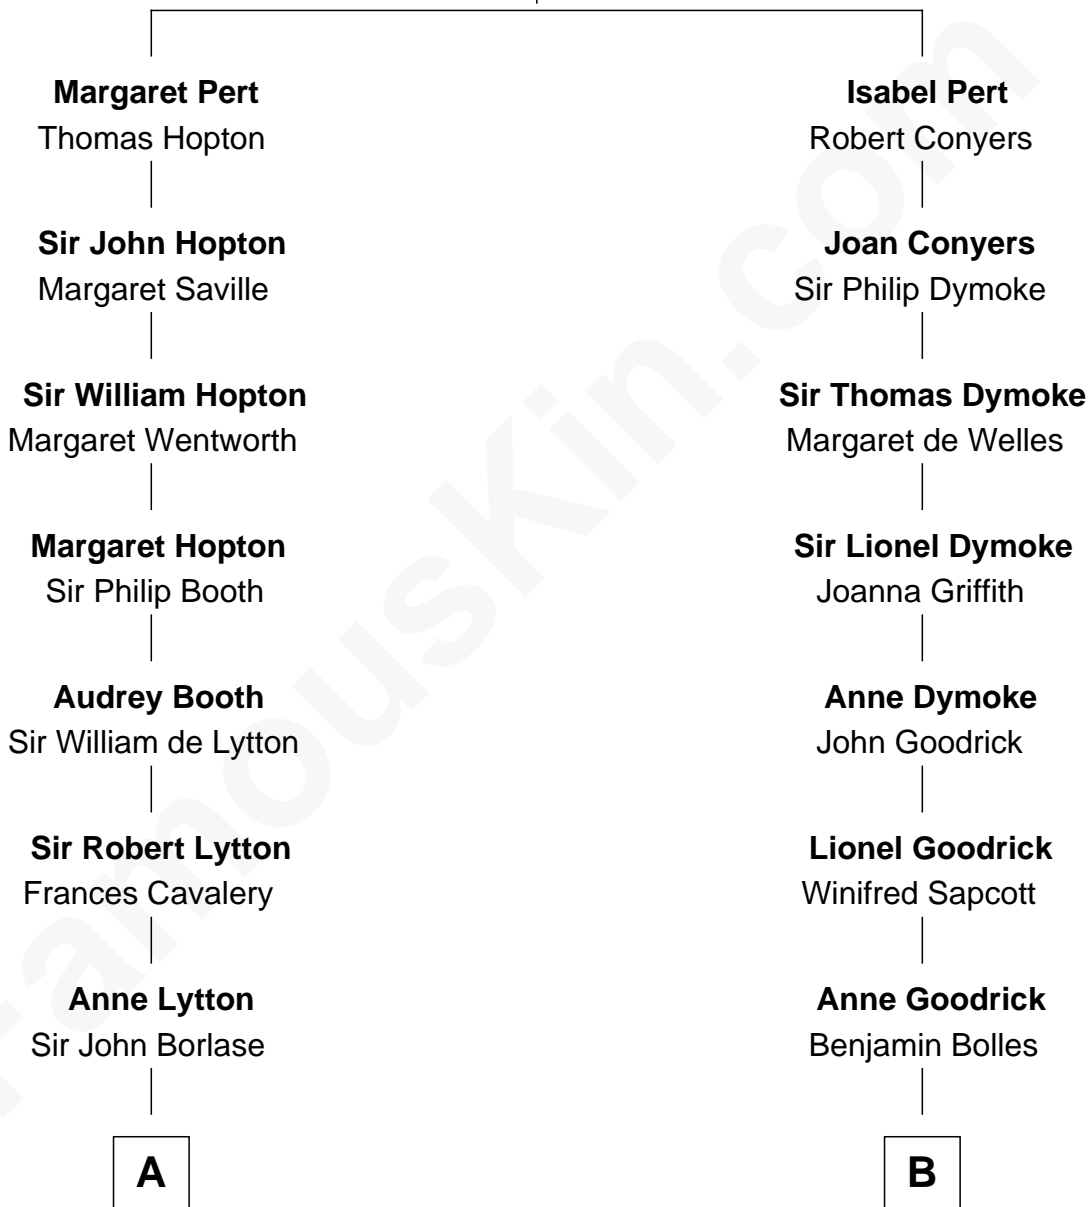 Margaret Pert
Thomas Hopton
Sir John Hopton
Margaret Saville
Sir William Hopton
Margaret Wentworth
Margaret Hopton
Sir Philip Booth
Audrey Booth
Sir William de Lytton
Sir Robert Lytton
Frances Cavalery
Anne Lytton
Sir John Borlase
A
Isabel Pert
Robert Conyers
Joan Conyers
Sir Philip Dymoke
Sir Thomas Dymoke
Margaret de Welles
Sir Lionel Dymoke
Joanna Griffith
Anne Dymoke
John Goodrick
Lionel Goodrick
Winifred Sapcott
Anne Goodrick
Benjamin Bolles
B
FamousKin.com